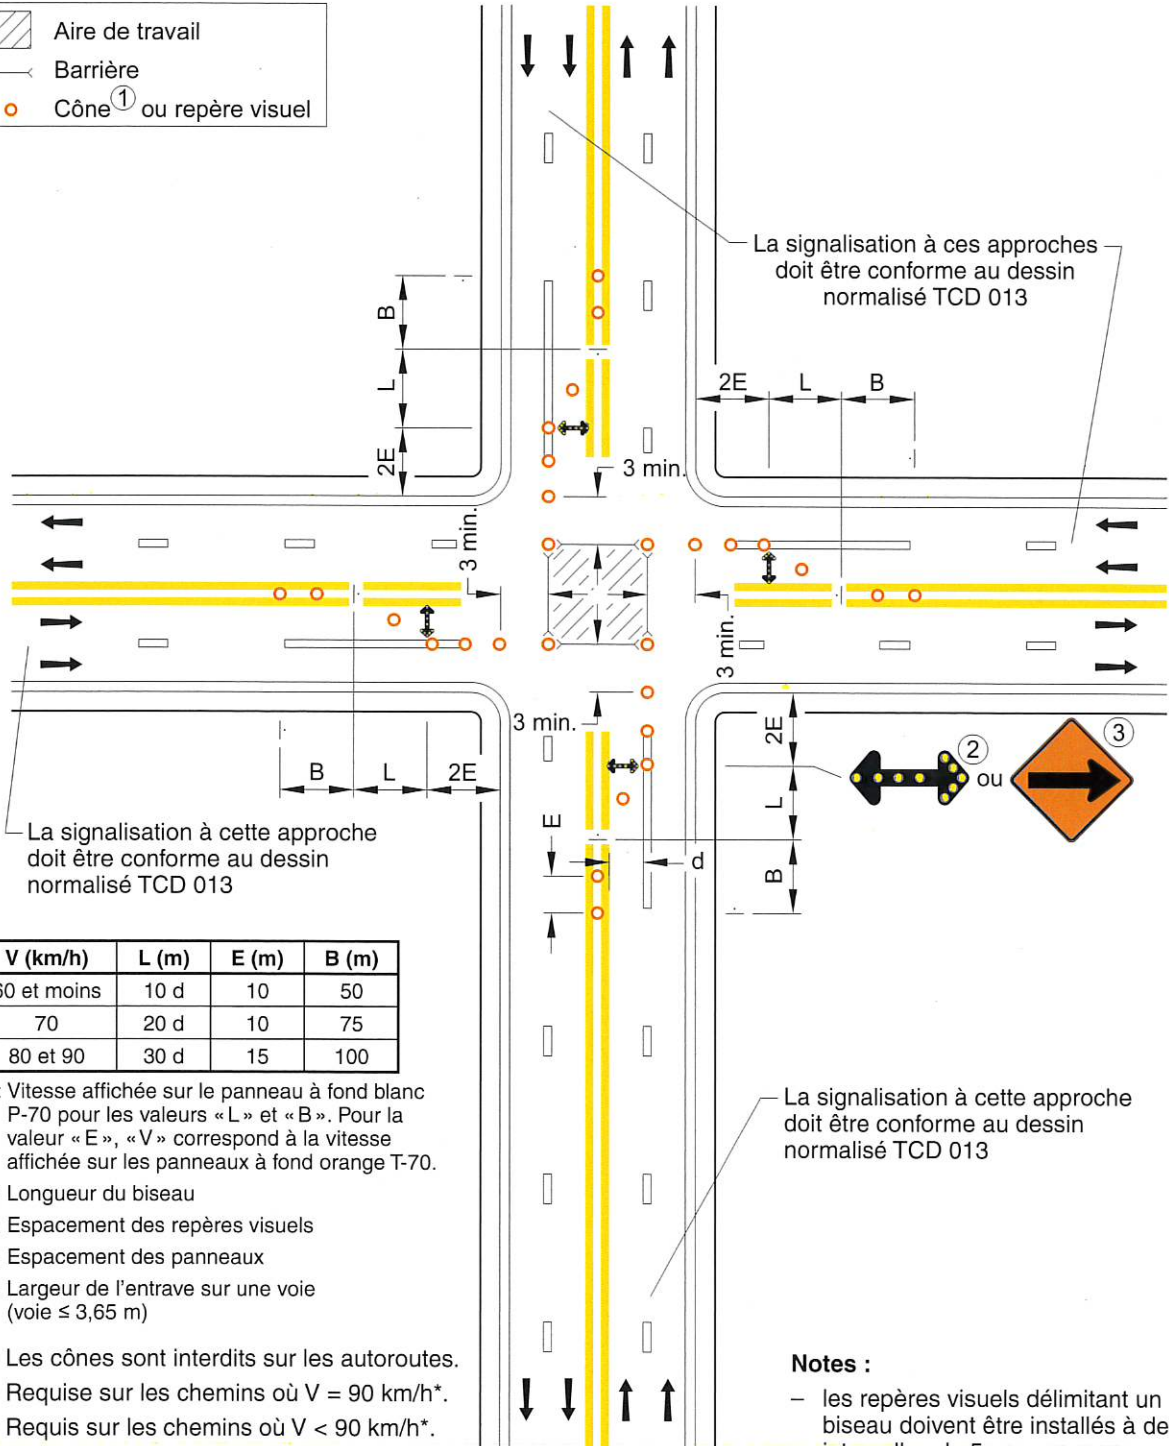 Aire de travail
Barrière
Cône ① ou repère visuel
La signalisation à ces approches
doit être conforme au dessin
normalisé TCD 013
B
L
2E
2E L B
3 min.
3 min.
3 min.
3 min.
B L 2E
2E
L
B
E
d
② ou ③
La signalisation à cette approche
doit être conforme au dessin
normalisé TCD 013
V (km/h) L (m) E (m) B (m)
60 et moins 10 d 10 50
70 20 d 10 75
80 et 90 30 d 15 100
: Vitesse affichée sur le panneau à fond blanc
P-70 pour les valeurs « L » et « B ». Pour la
valeur « E », « V » correspond à la vitesse
affichée sur les panneaux à fond orange T-70.
Longueur du biseau
Espacement des repères visuels
Espacement des panneaux
Largeur de l'entrave sur une voie
(voie ≤ 3,65 m)
Les cônes sont interdits sur les autoroutes.
Requise sur les chemins où V = 90 km/h*.
Requis sur les chemins où V < 90 km/h*.
La signalisation à cette approche
doit être conforme au dessin
normalisé TCD 013
Notes :
– les repères visuels délimitant un
biseau doivent être installés à de